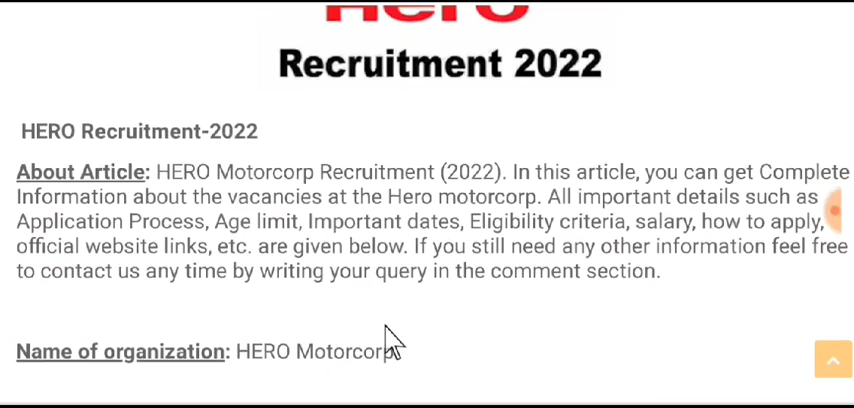 Hero
Recruitment 2022
HERO Recruitment-2022
About Article: HERO Motorcorp Recruitment (2022). In this article, you can get Complete
Information about the vacancies at the Hero motorcorp. All important details such as
Application Process, Age limit, Important dates, Eligibility criteria, salary, how to apply,
official website links, etc. are given below. If you still need any other information feel free
to contact us any time by writing your query in the comment section.
Name of organization: HERO Motorcorp